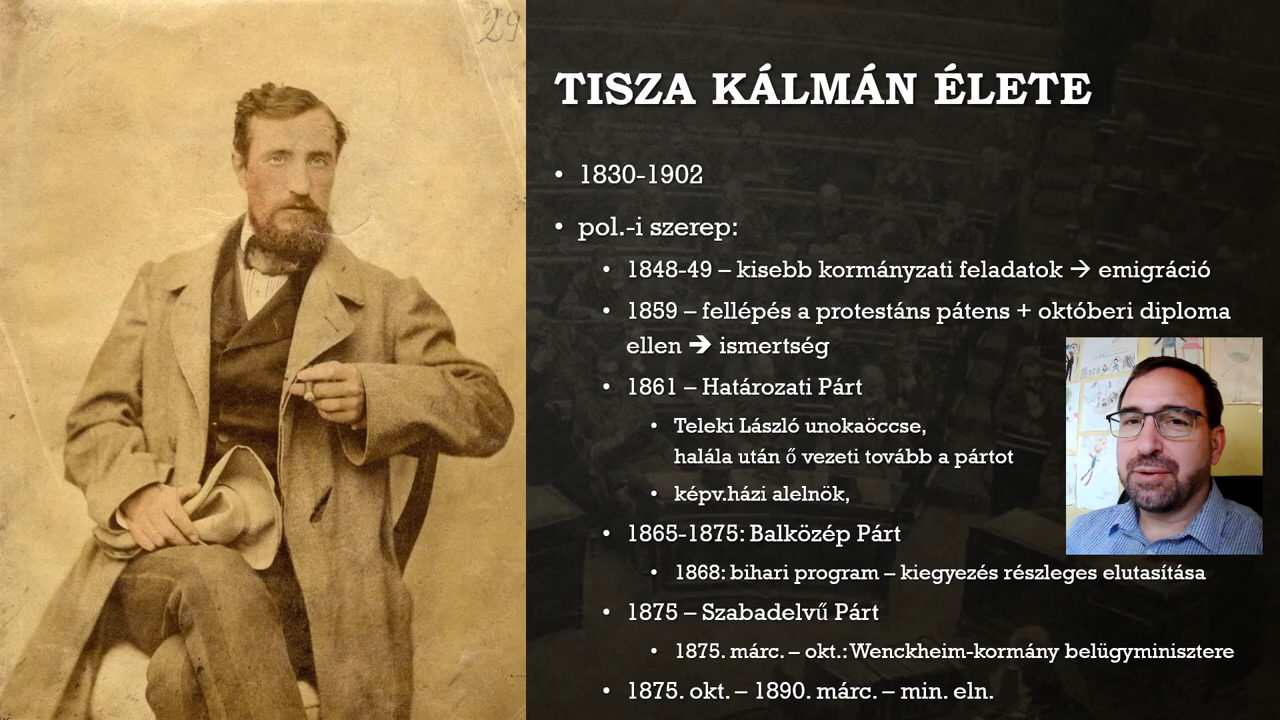 29
TISZA KÁLMÁN ÉLETE
• 1830-1902
• pol.-i szerep:
• 1848-49 – kisebb kormányzati feladatok → emigráció
• 1859 – fellépés a protestáns pátens + októberi diploma
ellen → ismertség
• 1861 – Határozati Párt
• Teleki László unokaöccse,
halála után ő vezeti tovább a pártot
• képv.házi alelnök,
• 1865-1875: Balközép Párt
• 1868: bihari program – kiegyezés részleges elutasítása
• 1875 – Szabadelvű Párt
• 1875. márc. – okt.: Wenckheim-kormány belügyminisztere
• 1875. okt. – 1890. márc. – min. eln.